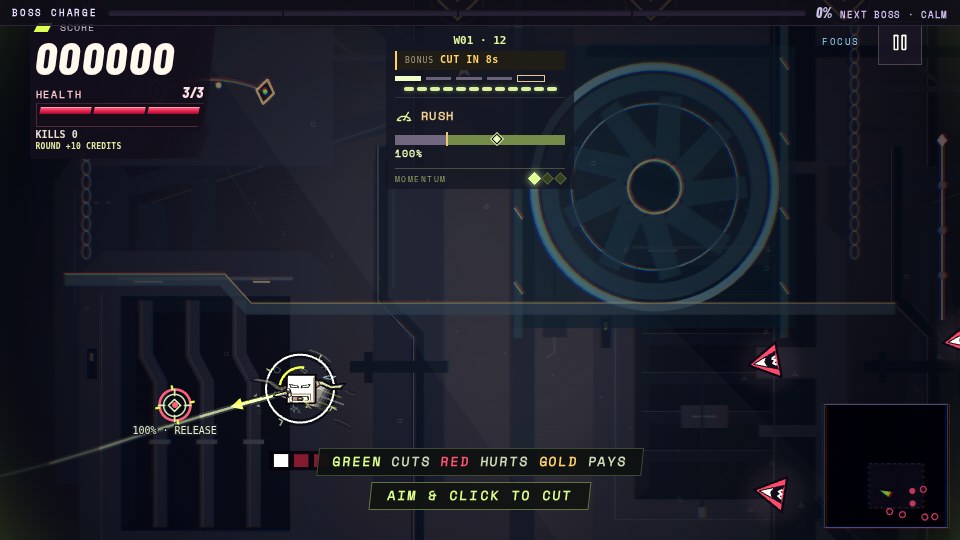 BOSS CHARGE
0% NEXT BOSS · CALM
SCORE
000000
HEALTH 3/3
KILLS 0
ROUND +10 CREDITS
W01 · 12
BONUS CUT IN 8s
RUSH
100%
MOMENTUM
FOCUS
100% · RELEASE
GREEN CUTS RED HURTS GOLD PAYS
AIM & CLICK TO CUT